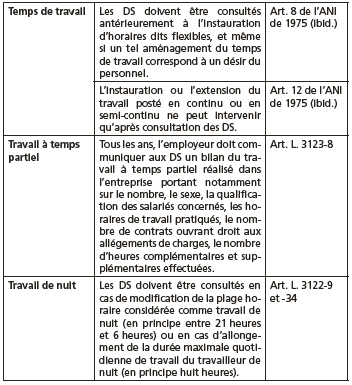 Temps de travail
Les DS doivent être consultés
antérieurement à l'instauration
d'horaires dits flexibles, et même
si un tel aménagement du temps
de travail correspond à un désir du
personnel.
Art. 8 de l'ANI
de 1975 (ibid.)
L'instauration ou l'extension du
travail posté en continu ou en
semi-continu ne peut intervenir
qu'après consultation des DS.
Art. 12 de l'ANI
de 1975 (ibid.)
Travail à temps
partiel
Tous les ans, l'employeur doit com-
muniquer aux DS un bilan du tra-
vail à temps partiel réalisé dans
l'entreprise portant notamment
sur le nombre, le sexe, la qualifica-
tion des salariés concernés, les ho-
raires de travail pratiqués, le nom-
bre de contrats ouvrant droit aux
allégements de charges, le nombre
d'heures complémentaires et sup-
plémentaires effectuées.
Art. L. 3123-8
Travail de nuit
Les DS doivent être consultés en
cas de modification de la plage ho-
raire considérée comme travail de
nuit (en principe entre 21 heures
et 6 heures) ou en cas d'allonge-
ment de la durée maximale quoti-
dienne de travail du travailleur de
nuit (en principe huit heures).
Art. L. 3122-9
et -34